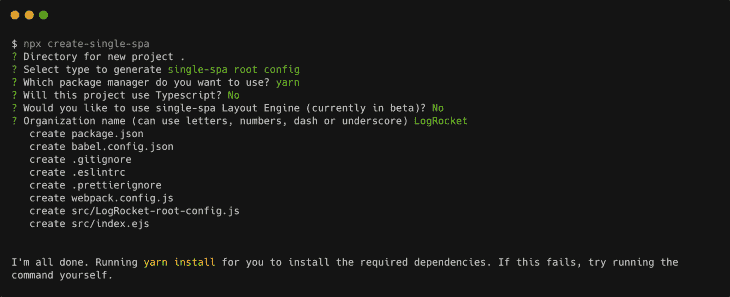 $ npx create-single-spa
? Directory for new project .
? Select type to generate single-spa root config
? Which package manager do you want to use? yarn
? Will this project use Typescript? No
? Would you like to use single-spa Layout Engine (currently in beta)? No
? Organization name (can use letters, numbers, dash or underscore) LogRocket
create package.json
create babel.config.json
create .gitignore
create .eslintrc
create .prettierignore
create webpack.config.js
create src/LogRocket-root-config.js
create src/index.ejs
I'm all done. Running yarn install for you to install the required dependencies. If this fails, try running the
command yourself.